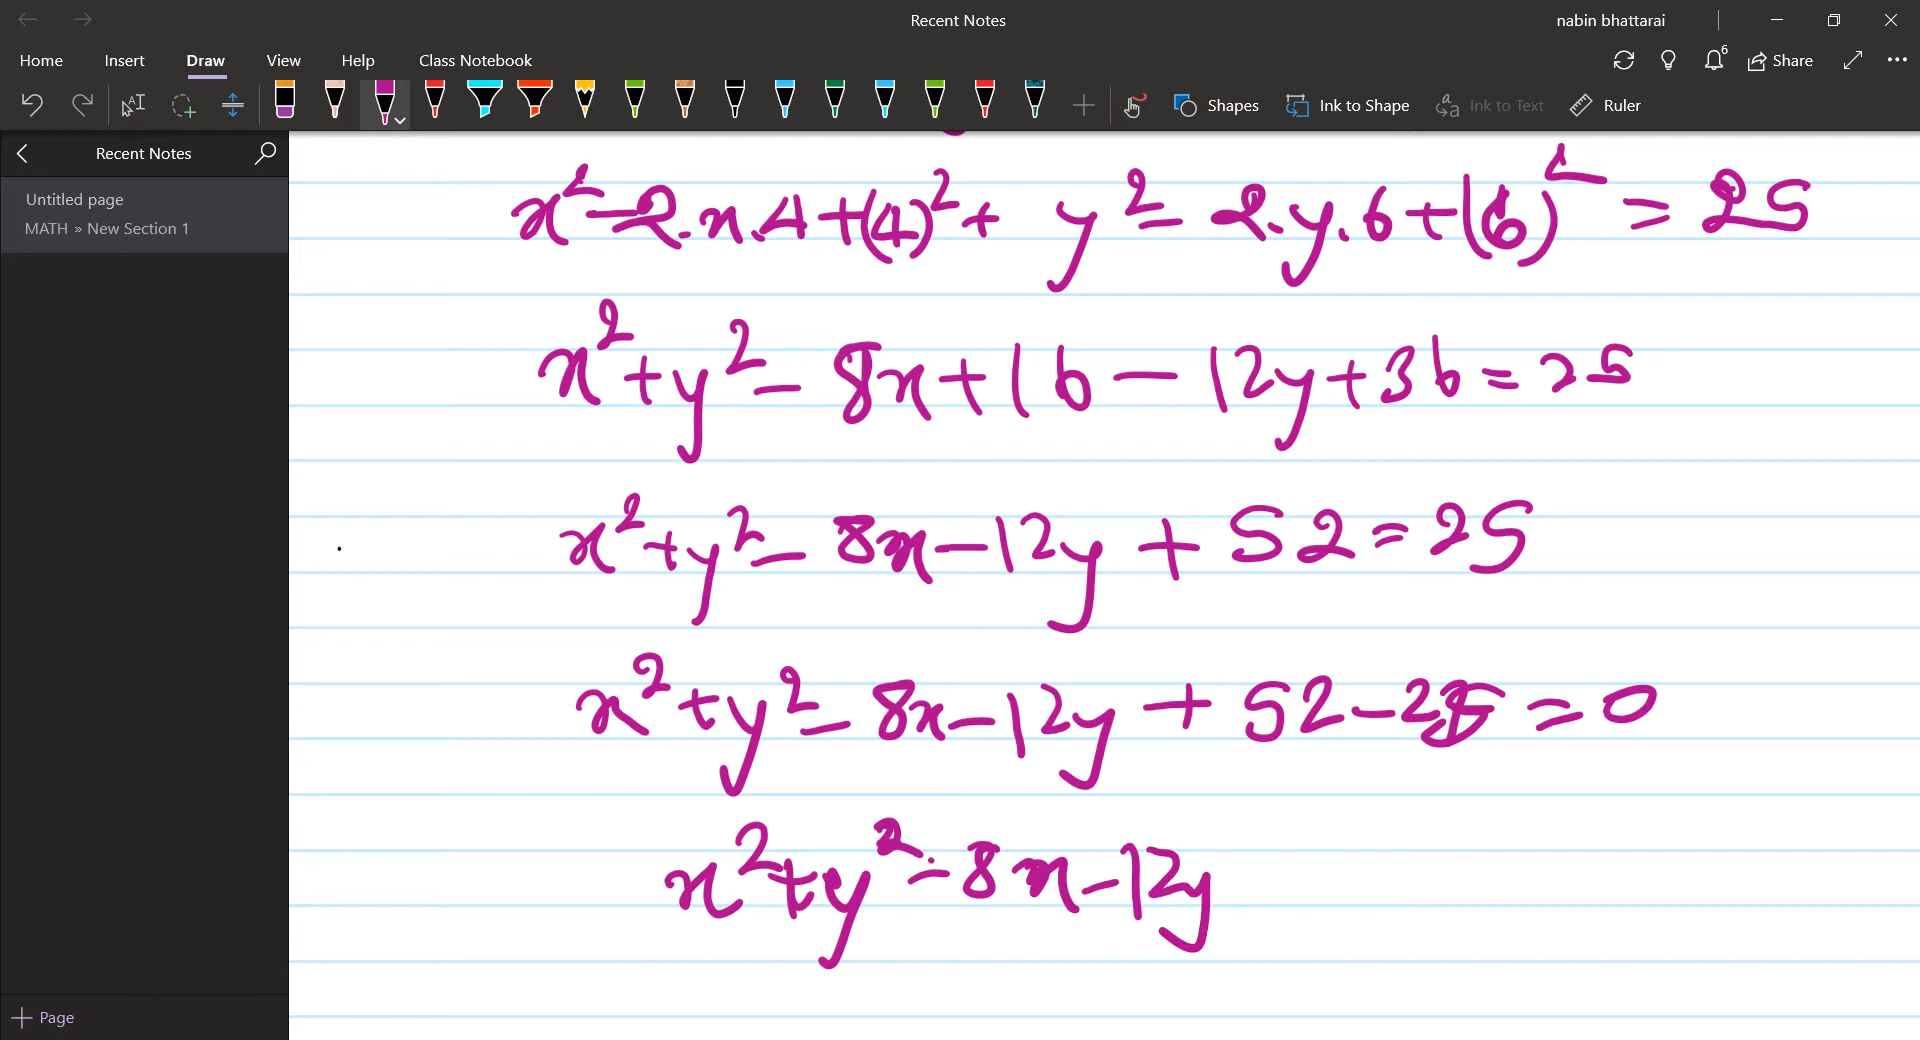 Recent Notes
nabin bhattarai
Home Insert Draw View Help Class Notebook
6
Share
Shapes Ink to Shape Ink to Text Ruler
Recent Notes
Untitled page
MATH » New Section 1
x² - 2.x.4 + (4)² + y² - 2.y.6 + (6)² = 25
x² + y² - 8x + 16 - 12y + 36 = 25
x² + y² - 8x - 12y + 52 = 25
x² + y² - 8x - 12y + 52 - 25 = 0
x² + y² - 8x - 12y
+ Page